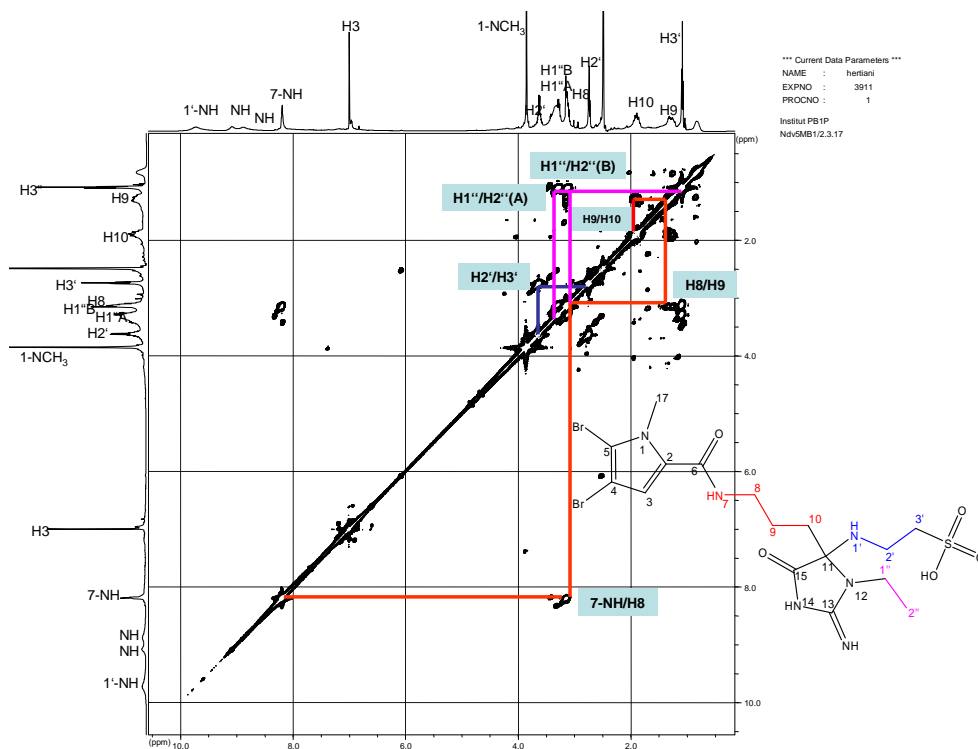 H3
1-NCH3
H3‘
H1“B
H2‘
H1“A
H8
7-NH
H2‘
H10
H9
1‘-NH
NH
NH
*** Current Data Parameters ***
NAME : hertiani
EXPNO : 3911
PROCNO : 1
Institut PB1P
Ndv5MB1/2.3.17
(ppm)
H1‘‘/H2‘‘(B)
H3"
H9
H1‘‘/H2‘‘(A)
H9/H10
H10
2.0
H2‘/H3‘
H8/H9
H3‘
H8
H1“B
H1“A
H2‘
1-NCH3
4.0
17
Br
N
O
5
1
2
6
6.0
4
3
Br
HN
7
8
9
10
3'
O
S
O
H
N
1'
2'
HO
O
15
11
1''
N
12
HN
14
13
2''
NH
H3
7-NH
8.0
7-NH/H8
NH
NH
1‘-NH
10.0
(ppm)
10.0
8.0
6.0
4.0
2.0